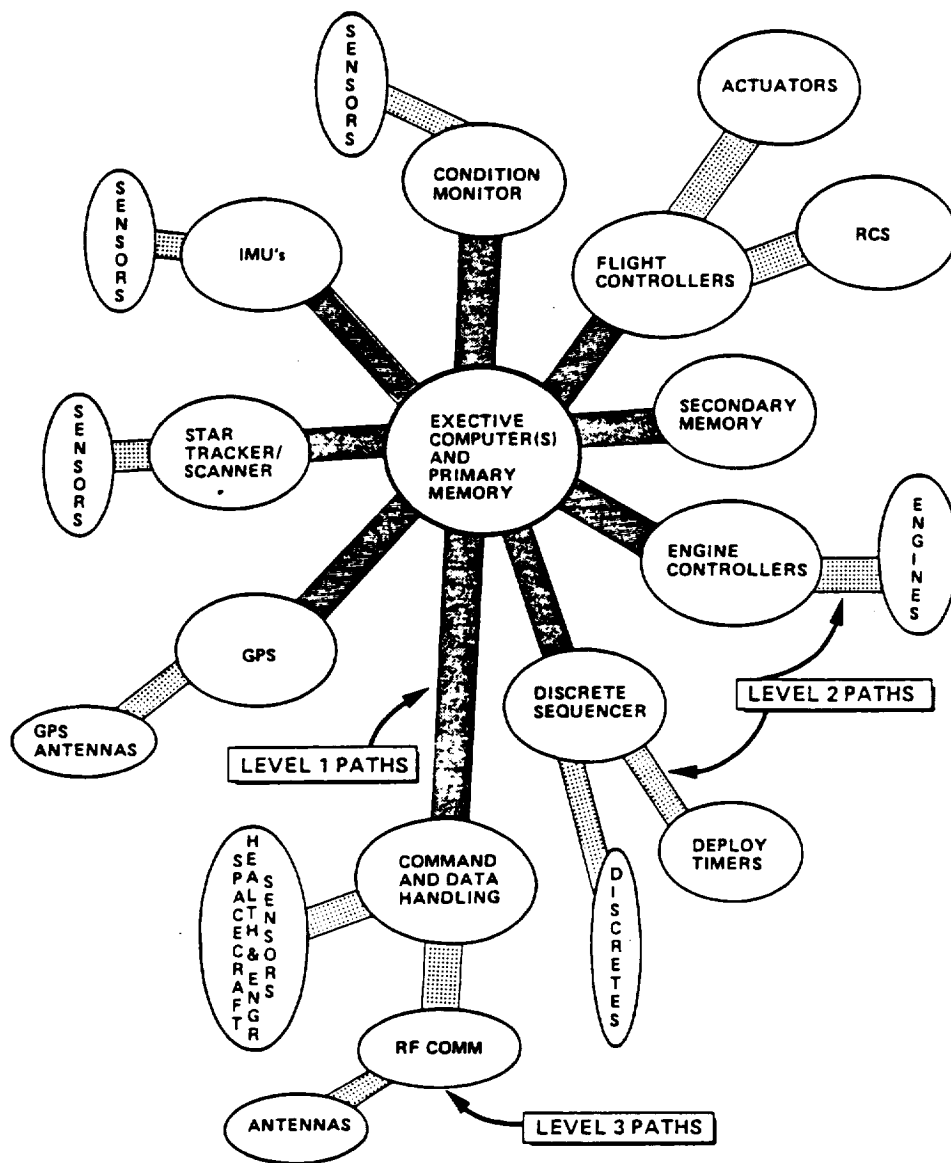 SENSORS
ACTUATORS
CONDITION
MONITOR
SENSORS
IMU's
RCS
FLIGHT
CONTROLLERS
SECONDARY
MEMORY
EXECTIVE
COMPUTER(S)
AND
PRIMARY
MEMORY
SENSORS
STAR
TRACKER/
SCANNER
ENGINES
ENGINE
CONTROLLERS
GPS
GPS
ANTENNAS
DISCRETE
SEQUENCER
LEVEL 2 PATHS
LEVEL 1 PATHS
DEPLOY
TIMERS
SPACECRAFT
HEALTH & ENGR
SENSORS
COMMAND
AND DATA
HANDLING
DISCRETES
RF COMM
ANTENNAS
LEVEL 3 PATHS